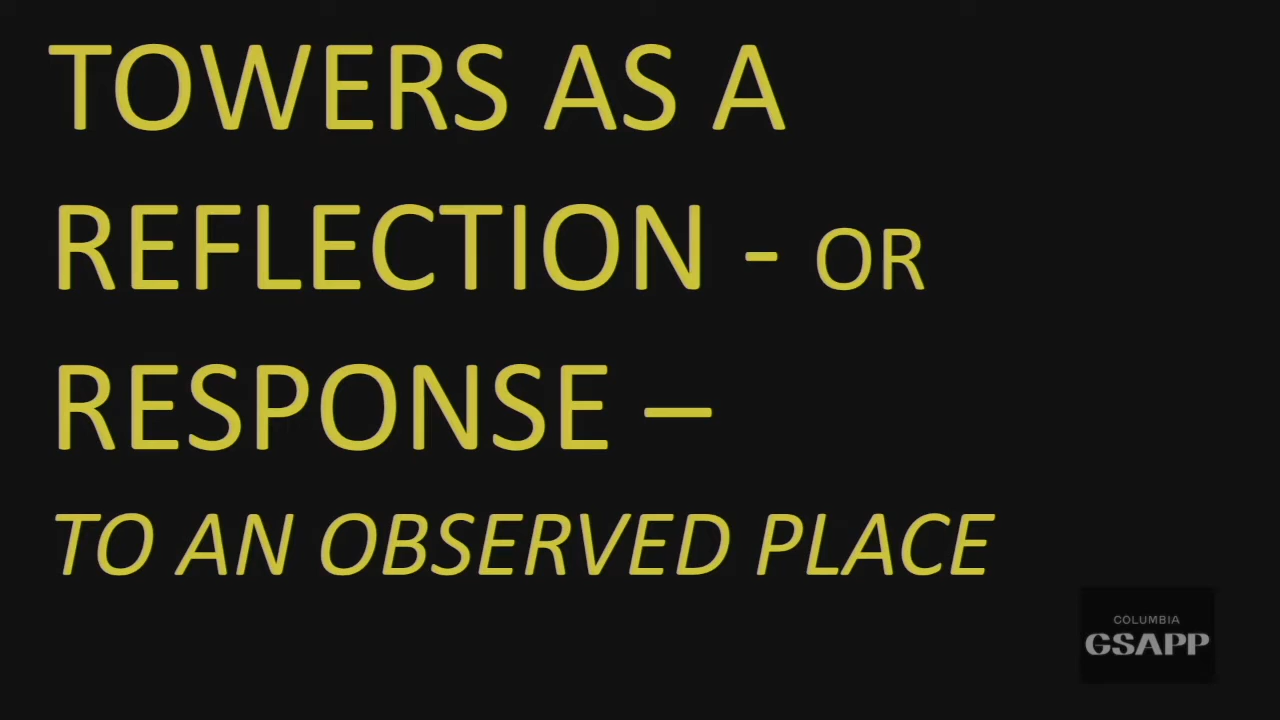 TOWERS AS A
REFLECTION - OR
RESPONSE –
TO AN OBSERVED PLACE
COLUMBIA
GSAPP